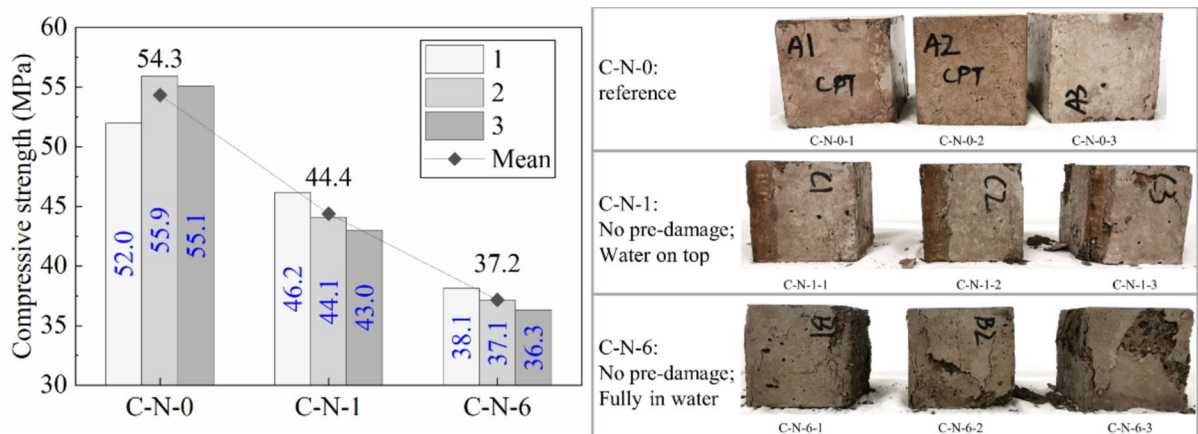 60
55
50
45
40
35
30
Compressive strength (MPa)
54.3
44.4
37.2
52.0
55.9
55.1
46.2
44.1
43.0
38.1
37.1
36.3
1
2
3
Mean
C-N-0
C-N-1
C-N-6
C-N-0:
reference
A1
CPT
A2
CPT
A3
C-N-0-1
C-N-0-2
C-N-0-3
C-N-1:
No pre-damage;
Water on top
C2
C3
C-N-1-1
C-N-1-2
C-N-1-3
C-N-6:
No pre-damage;
Fully in water
B1
B2
C-N-6-1
C-N-6-2
C-N-6-3